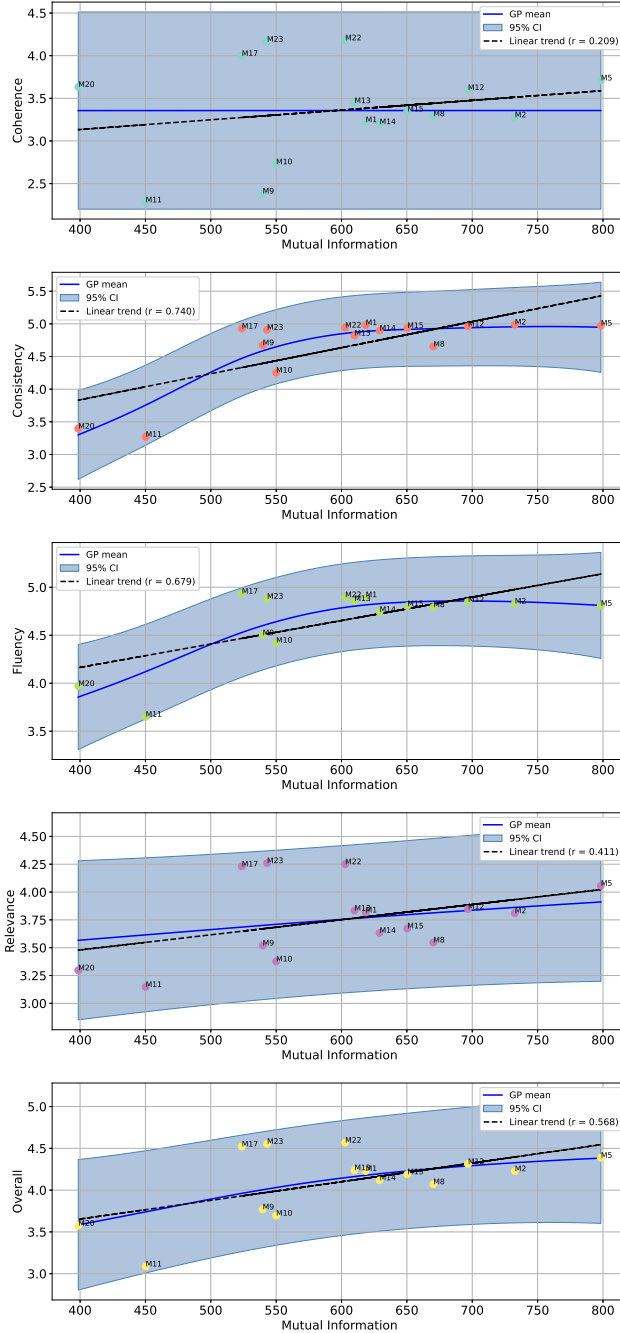 4.5
4.0
3.5
3.0
2.5
Coherence
GP mean
95% CI
Linear trend (r = 0.209)
M20
M11
M17
M23
M9
M10
M22
M13
M1
M14
M15
M8
M12
M2
M5
400 450 500 550 600 650 700 750 800
Mutual Information
5.5
5.0
4.5
4.0
3.5
3.0
2.5
Consistency
GP mean
95% CI
Linear trend (r = 0.740)
M20
M11
M17
M23
M9
M10
M22
M13
M1
M14
M15
M8
M12
M2
M5
400 450 500 550 600 650 700 750 800
Mutual Information
5.0
4.5
4.0
3.5
Fluency
GP mean
95% CI
Linear trend (r = 0.679)
M20
M11
M17
M23
M9
M10
M22
M13
M1
M14
M15
M8
M12
M2
M5
400 450 500 550 600 650 700 750 800
Mutual Information
4.50
4.25
4.00
3.75
3.50
3.25
3.00
Relevance
GP mean
95% CI
Linear trend (r = 0.411)
M20
M11
M17
M23
M9
M10
M22
M13
M1
M14
M15
M8
M12
M2
M5
400 450 500 550 600 650 700 750 800
Mutual Information
5.0
4.5
4.0
3.5
3.0
Overall
GP mean
95% CI
Linear trend (r = 0.568)
M20
M11
M17
M23
M9
M10
M22
M13
M1
M14
M15
M8
M12
M2
M5
400 450 500 550 600 650 700 750 800
Mutual Information